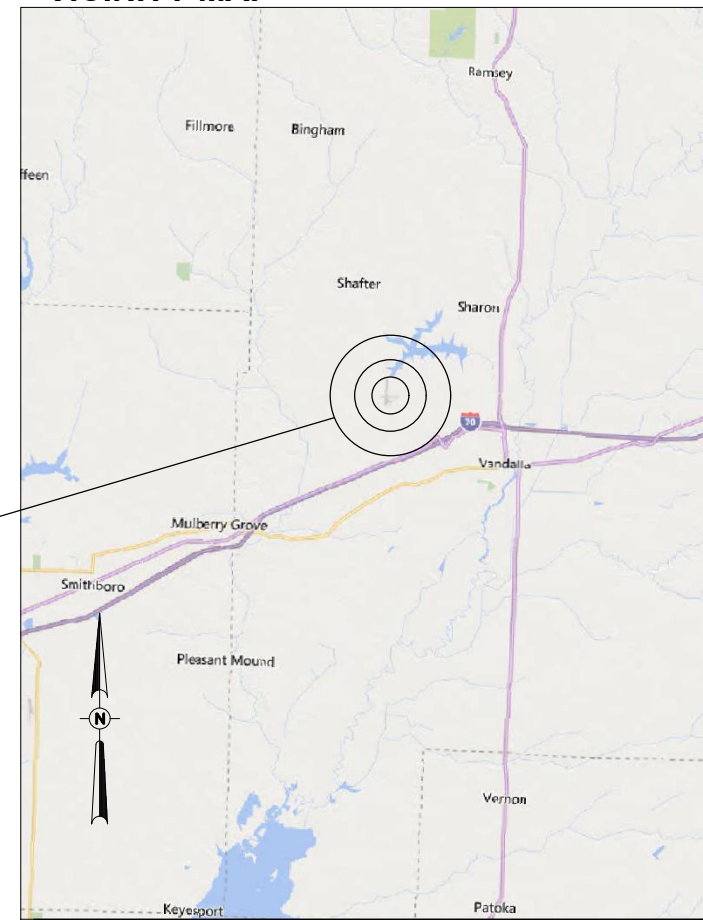 Ramsey
Fillmore
Bingham
ffeen
Shafter
Sharon
70
Vandalia
Mulberry Grove
Smithboro
Pleasant Mound
N
Vernon
Keyesport
Patoka